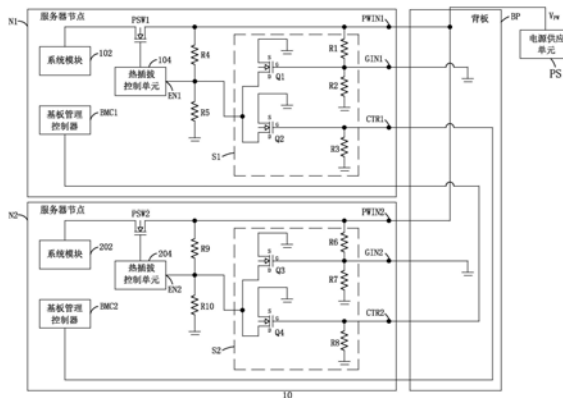 N1
服务器节点
PSW1
系统模块
102
热插拔
控制单元
104
EN1
基板管理
控制器
BMC1
R4
R5
S1
Q1
Q2
R1
R2
R3
PWIN1
GIN1
CTR1
背板
BP
VPW
电源供应
单元
PS
N2
服务器节点
PSW2
系统模块
202
热插拔
控制单元
204
EN2
基板管理
控制器
BMC2
R9
R10
S2
Q3
Q4
R6
R7
R8
PWIN2
GIN2
CTR2
10